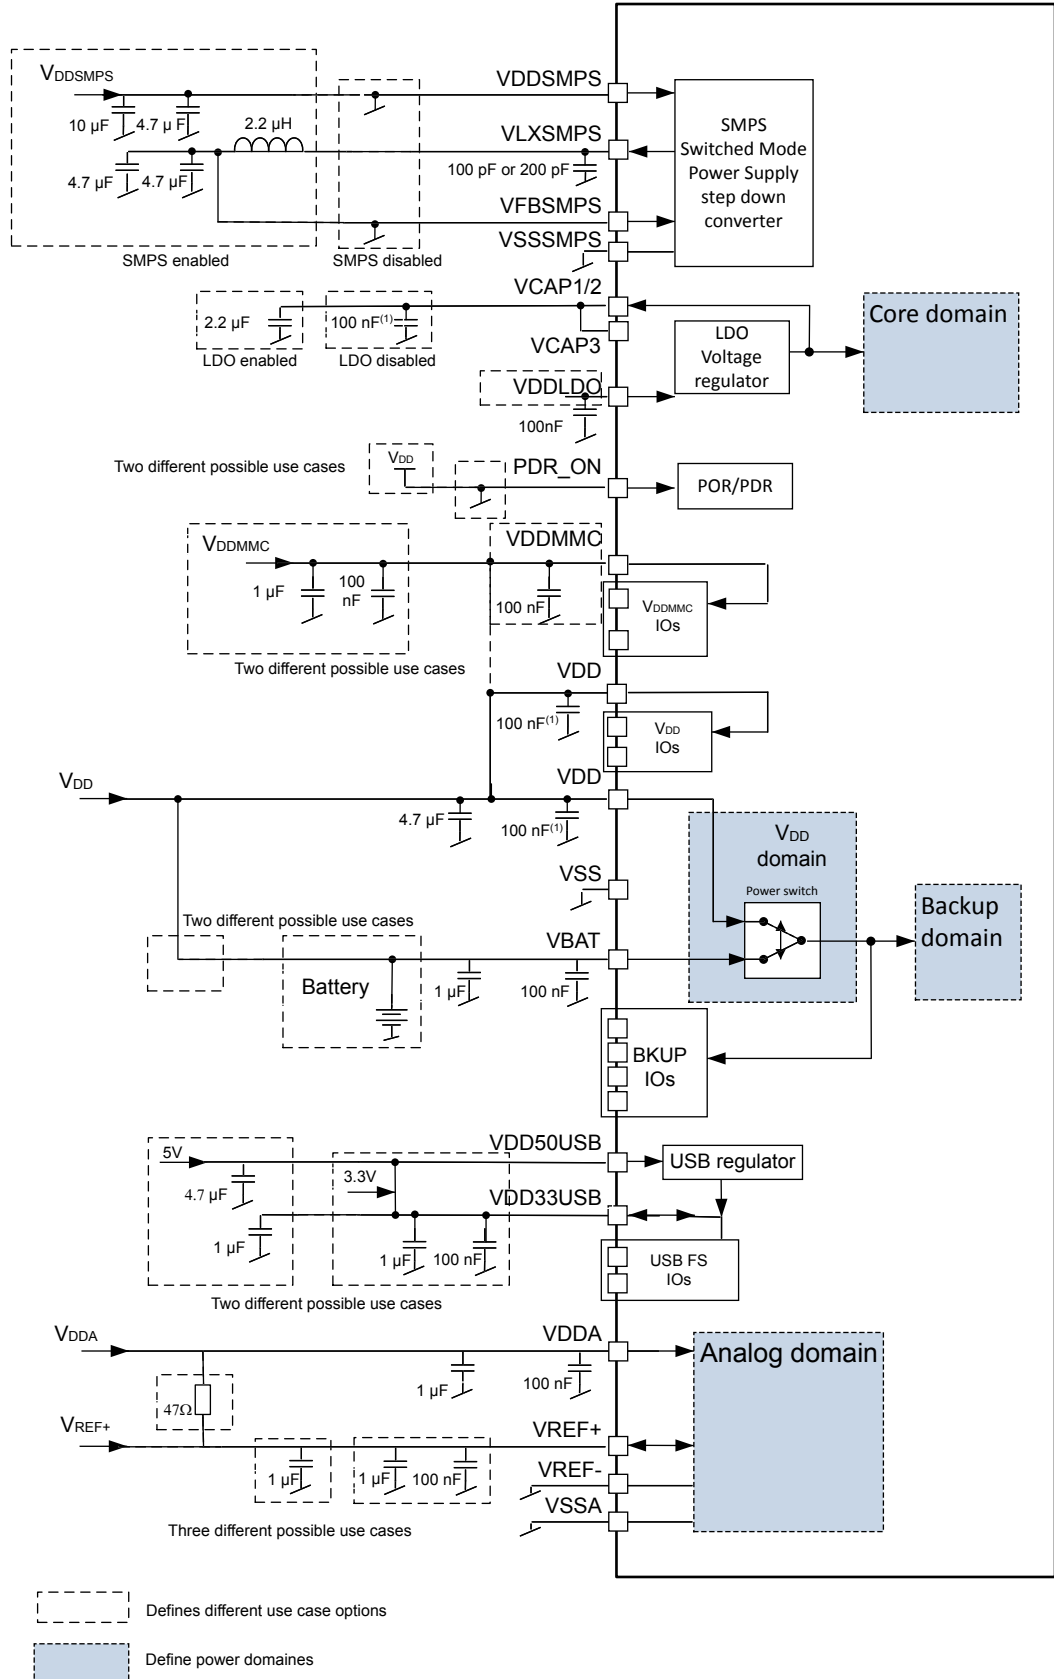 VDDSMPS
VDDSMPS
10 µF
4.7 µ F
2.2 µH
VLXSMPS
4.7 µF
4.7 µF
100 pF or 200 pF
VFBSMPS
VSSSMPS
SMPS
Switched Mode
Power Supply
step down
converter
SMPS enabled
SMPS disabled
VCAP1/2
2.2 µF
100 nF(1)
LDO enabled
LDO disabled
VCAP3
LDO
Voltage
regulator
Core domain
VDDLDO
100nF
Two different possible use cases
VDD
PDR_ON
POR/PDR
VDDMMC
VDDMMC
1 µF
100
nF
100 nF
VDDMMC
IOs
Two different possible use cases
VDD
100 nF(1)
VDD
IOs
VDD
VDD
4.7 µF
100 nF(1)
VDD
domain
Power switch
VSS
Backup
domain
Two different possible use cases
VBAT
Battery
1 µF
100 nF
BKUP
IOs
VDD50USB
5V
4.7 µF
3.3V
USB regulator
VDD33USB
1 µF
1 µF
100 nF
USB FS
IOs
Two different possible use cases
VDDA
VDDA
1 µF
100 nF
Analog domain
47Ω
VREF+
VREF+
1 µF
1 µF
100 nF
VREF-
VSSA
Three different possible use cases
Defines different use case options
Define power domaines